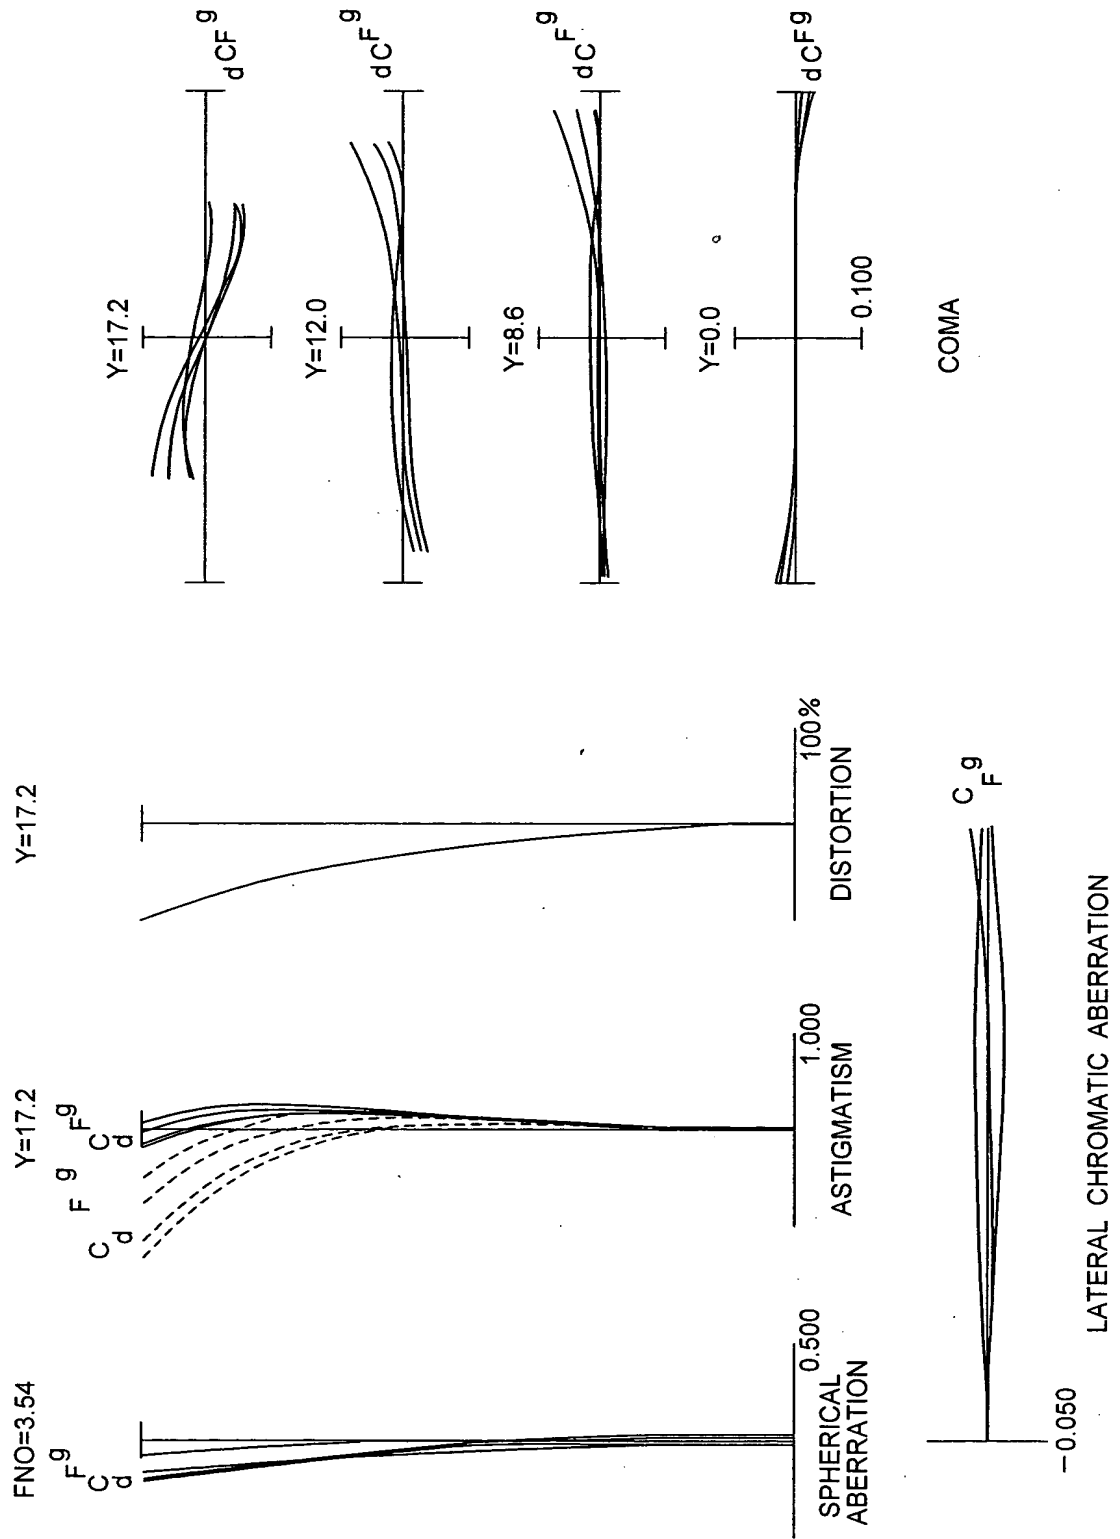 FNO=3.54
F g
C d
SPHERICAL
ABERRATION
0.500
Y=17.2
C d F g
C d F g
ASTIGMATISM
1.000
Y=17.2
DISTORTION
100%
Y=17.2
d C F g
Y=12.0
d C F g
Y=8.6
d C F g
Y=0.0
d C F g
0.100
COMA
−0.050
C F g
LATERAL CHROMATIC ABERRATION